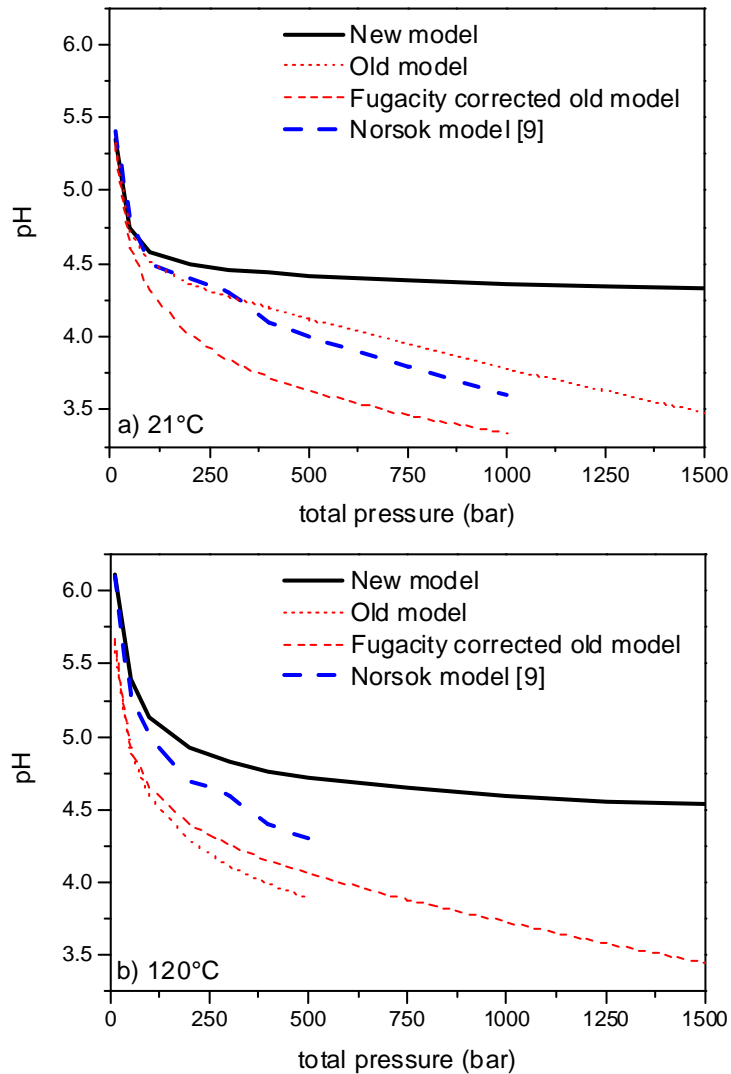 New model
Old model
Fugacity corrected old model
Norsok model [9]
6.0
5.5
5.0
4.5
4.0
3.5
pH
a) 21°C
0 250 500 750 1000 1250 1500
total pressure (bar)
New model
Old model
Fugacity corrected old model
Norsok model [9]
6.0
5.5
5.0
4.5
4.0
3.5
pH
b) 120°C
0 250 500 750 1000 1250 1500
total pressure (bar)